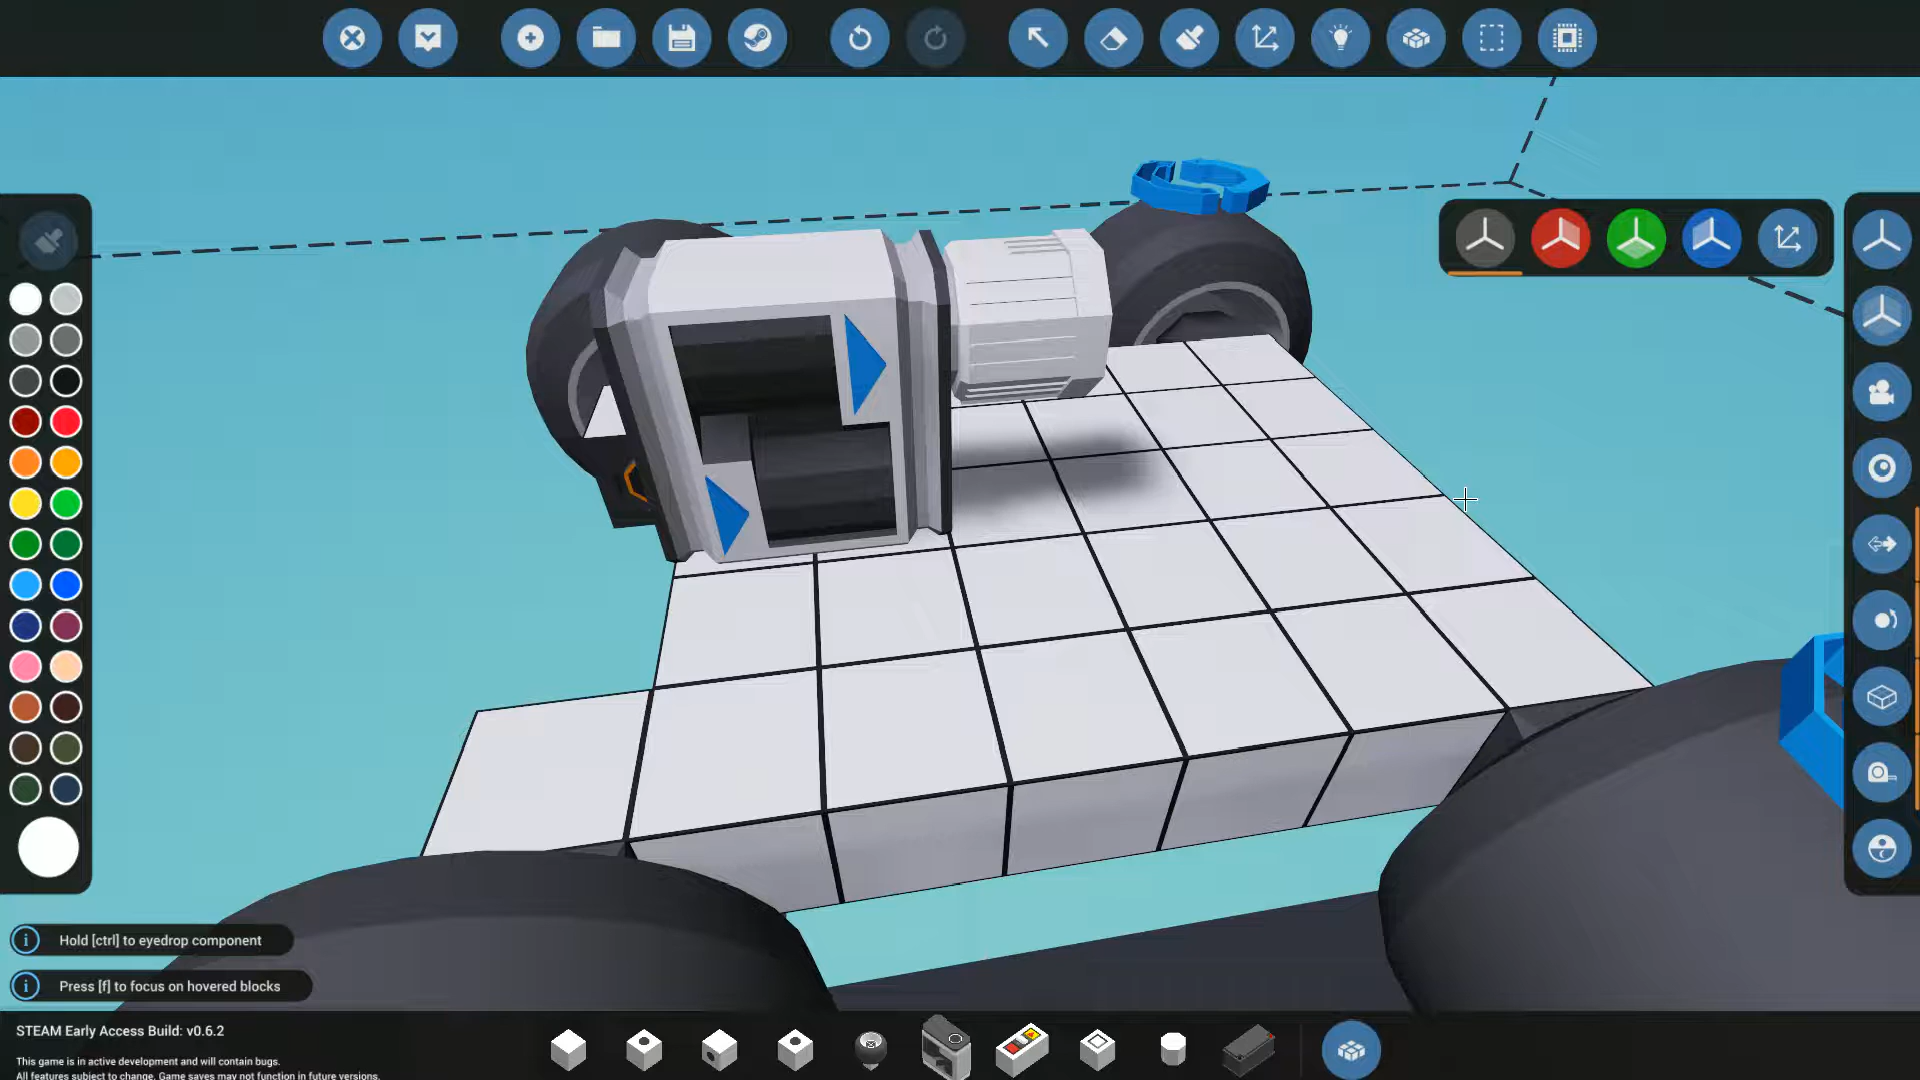 Hold [ctrl] to eyedrop component
Press [f] to focus on hovered blocks
STEAM Early Access Build: v0.6.2
This game is in active development and will contain bugs.
All features subject to change. Game saves may not function in future versions.